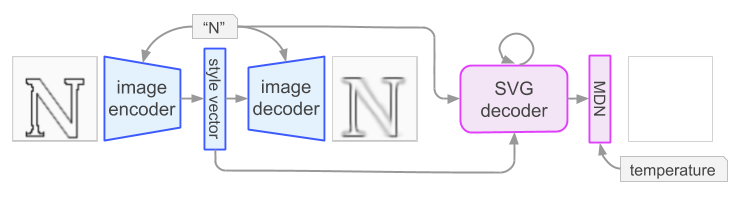 “N”
N
image
encoder
style vector
image
decoder
N
SVG
decoder
MDN
temperature